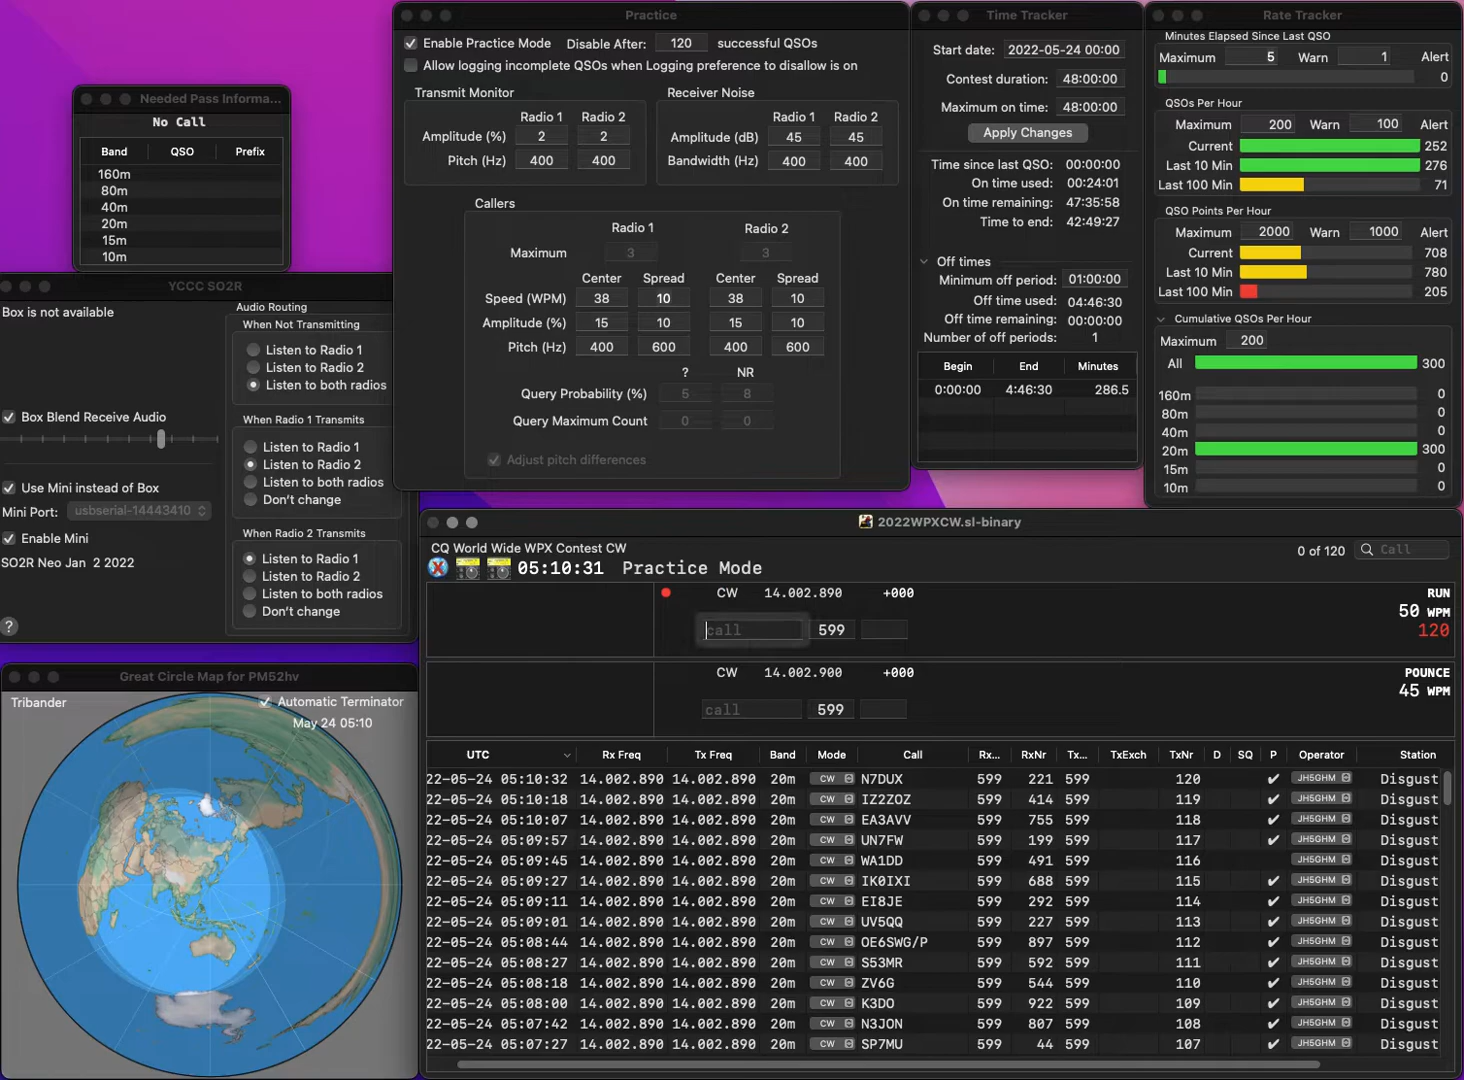 Needed Pass Informa...
No Call
Band QSO Prefix
160m
80m
40m
20m
15m
10m
YCCC SO2R
Box is not available
Box Blend Receive Audio
Use Mini instead of Box
Mini Port: usbserial-14443410
Enable Mini
SO2R Neo Jan 2 2022
?
Audio Routing
When Not Transmitting
Listen to Radio 1
Listen to Radio 2
Listen to both radios
When Radio 1 Transmits
Listen to Radio 1
Listen to Radio 2
Listen to both radios
Don't change
When Radio 2 Transmits
Listen to Radio 1
Listen to Radio 2
Listen to both radios
Don't change
Great Circle Map for PM52hv
Tribander
Automatic Terminator
May 24 05:10
Practice
Enable Practice Mode Disable After: 120 successful QSOs
Allow logging incomplete QSOs when Logging preference to disallow is on
Transmit Monitor
Radio 1 Radio 2
Amplitude (%) 2 2
Pitch (Hz) 400 400
Receiver Noise
Radio 1 Radio 2
Amplitude (dB) 45 45
Bandwidth (Hz) 400 400
Callers
Radio 1 Radio 2
Maximum 3 3
Center Spread Center Spread
Speed (WPM) 38 10 38 10
Amplitude (%) 15 10 15 10
Pitch (Hz) 400 600 400 600
? NR
Query Probability (%) 5 8
Query Maximum Count 0 0
Adjust pitch differences
Time Tracker
Start date: 2022-05-24 00:00
Contest duration: 48:00:00
Maximum on time: 48:00:00
Apply Changes
Time since last QSO: 00:00:00
On time used: 00:24:01
On time remaining: 47:35:58
Time to end: 42:49:27
Off times
Minimum off period: 01:00:00
Off time used: 04:46:30
Off time remaining: 00:00:00
Number of off periods: 1
Begin End Minutes
0:00:00 4:46:30 286.5
Rate Tracker
Minutes Elapsed Since Last QSO
Maximum 5 Warn 1 Alert
0
QSOs Per Hour
Maximum 200 Warn 100 Alert
Current 252
Last 10 Min 276
Last 100 Min 71
QSO Points Per Hour
Maximum 2000 Warn 1000 Alert
Current 708
Last 10 Min 780
Last 100 Min 205
Cumulative QSOs Per Hour
Maximum 200
All 300
160m 0
80m 0
40m 0
20m 300
15m 0
10m 0
2022WPXCW.sl-binary
CQ World Wide WPX Contest CW
0 of 120 Call
05:10:31 Practice Mode
CW 14.002.890 +000 RUN
50 WPM
call 599 120
CW 14.002.900 +000 POUNCE
45 WPM
call 599
UTC Rx Freq Tx Freq Band Mode Call Rx... RxNr Tx... TxExch TxNr D SQ P Operator Station
22-05-24 05:10:32 14.002.890 14.002.890 20m CW N7DUX 599 221 599 120 ✔ JH5GHM Disgust
22-05-24 05:10:18 14.002.890 14.002.890 20m CW IZ2ZOZ 599 414 599 119 ✔ JH5GHM Disgust
22-05-24 05:10:07 14.002.890 14.002.890 20m CW EA3AVV 599 755 599 118 ✔ JH5GHM Disgust
22-05-24 05:09:57 14.002.890 14.002.890 20m CW UN7FW 599 199 599 117 ✔ JH5GHM Disgust
22-05-24 05:09:45 14.002.890 14.002.890 20m CW WA1DD 599 491 599 116 JH5GHM Disgust
22-05-24 05:09:27 14.002.890 14.002.890 20m CW IK0IXI 599 688 599 115 ✔ JH5GHM Disgust
22-05-24 05:09:11 14.002.890 14.002.890 20m CW EI8JE 599 292 599 114 ✔ JH5GHM Disgust
22-05-24 05:09:01 14.002.890 14.002.890 20m CW UV5QQ 599 227 599 113 ✔ JH5GHM Disgust
22-05-24 05:08:44 14.002.890 14.002.890 20m CW OE6SWG/P 599 897 599 112 ✔ JH5GHM Disgust
22-05-24 05:08:27 14.002.890 14.002.890 20m CW S53MR 599 592 599 111 ✔ JH5GHM Disgust
22-05-24 05:08:18 14.002.890 14.002.890 20m CW ZV6G 599 544 599 110 ✔ JH5GHM Disgust
22-05-24 05:08:00 14.002.890 14.002.890 20m CW K3DO 599 922 599 109 ✔ JH5GHM Disgust
22-05-24 05:07:42 14.002.890 14.002.890 20m CW N3JON 599 807 599 108 ✔ JH5GHM Disgust
22-05-24 05:07:27 14.002.890 14.002.890 20m CW SP7MU 599 44 599 107 ✔ JH5GHM Disgust